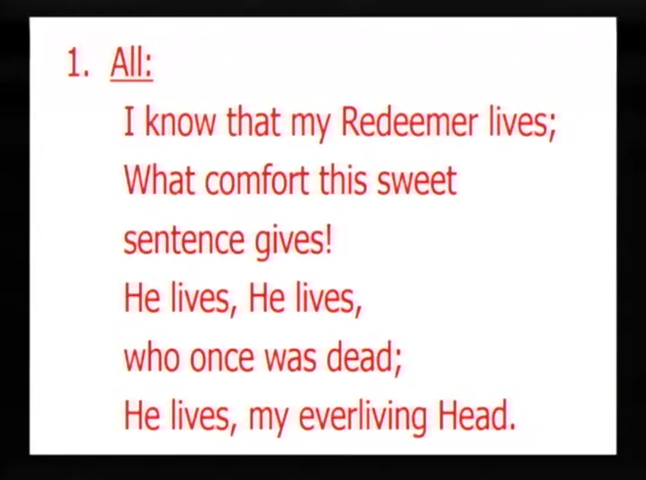 1. All:
I know that my Redeemer lives;
What comfort this sweet
sentence gives!
He lives, He lives,
who once was dead;
He lives, my everliving Head.